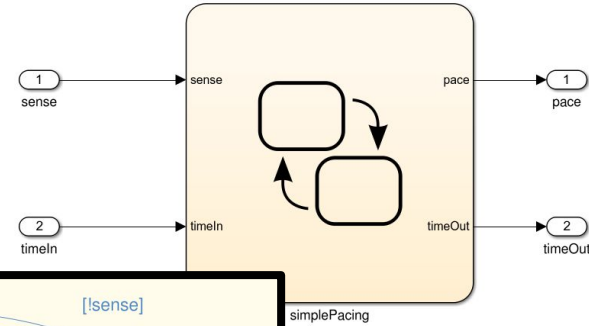 1
sense
sense
pace
1
pace
2
timeIn
timeIn
timeOut
2
timeOut
[!sense]
simplePacing